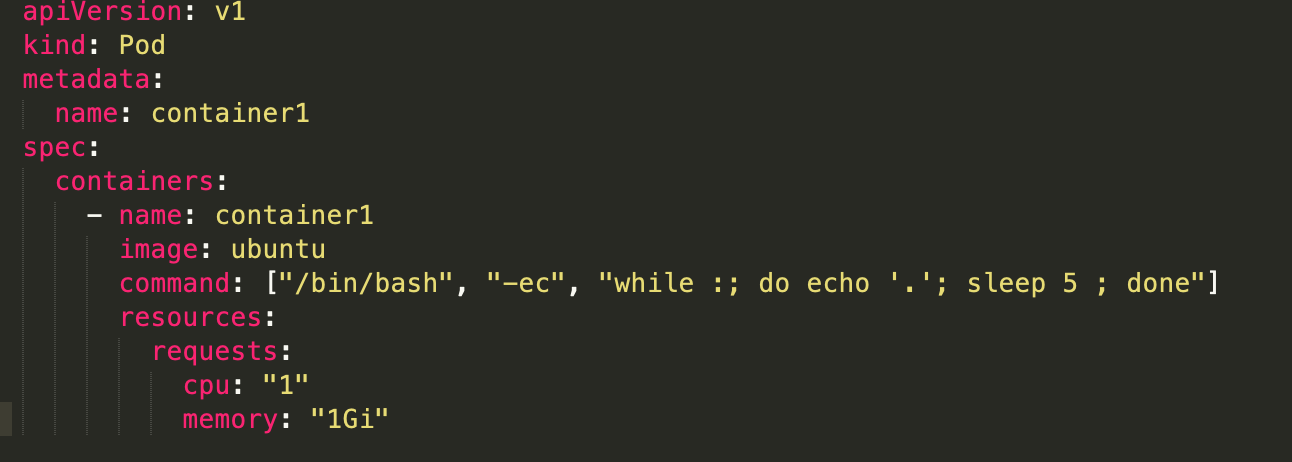 apiVersion: v1
kind: Pod
metadata:
  name: container1
spec:
  containers:
    - name: container1
      image: ubuntu
      command: ["/bin/bash", "-ec", "while :; do echo '.'; sleep 5 ; done"]
      resources:
        requests:
          cpu: "1"
          memory: "1Gi"